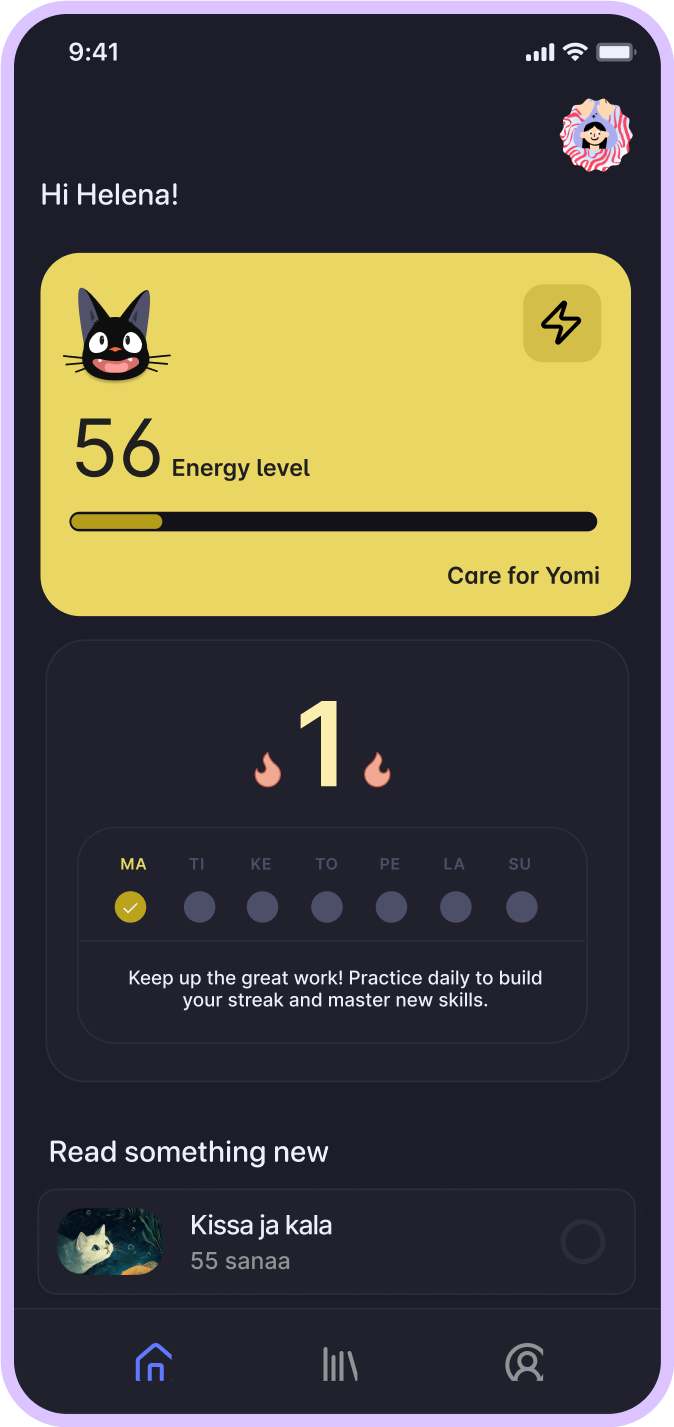 9:41
Hi Helena!
56 Energy level
Care for Yomi
1
MA TI KE TO PE LA SU
Keep up the great work! Practice daily to build
your streak and master new skills.
Read something new
Kissa ja kala
55 sanaa